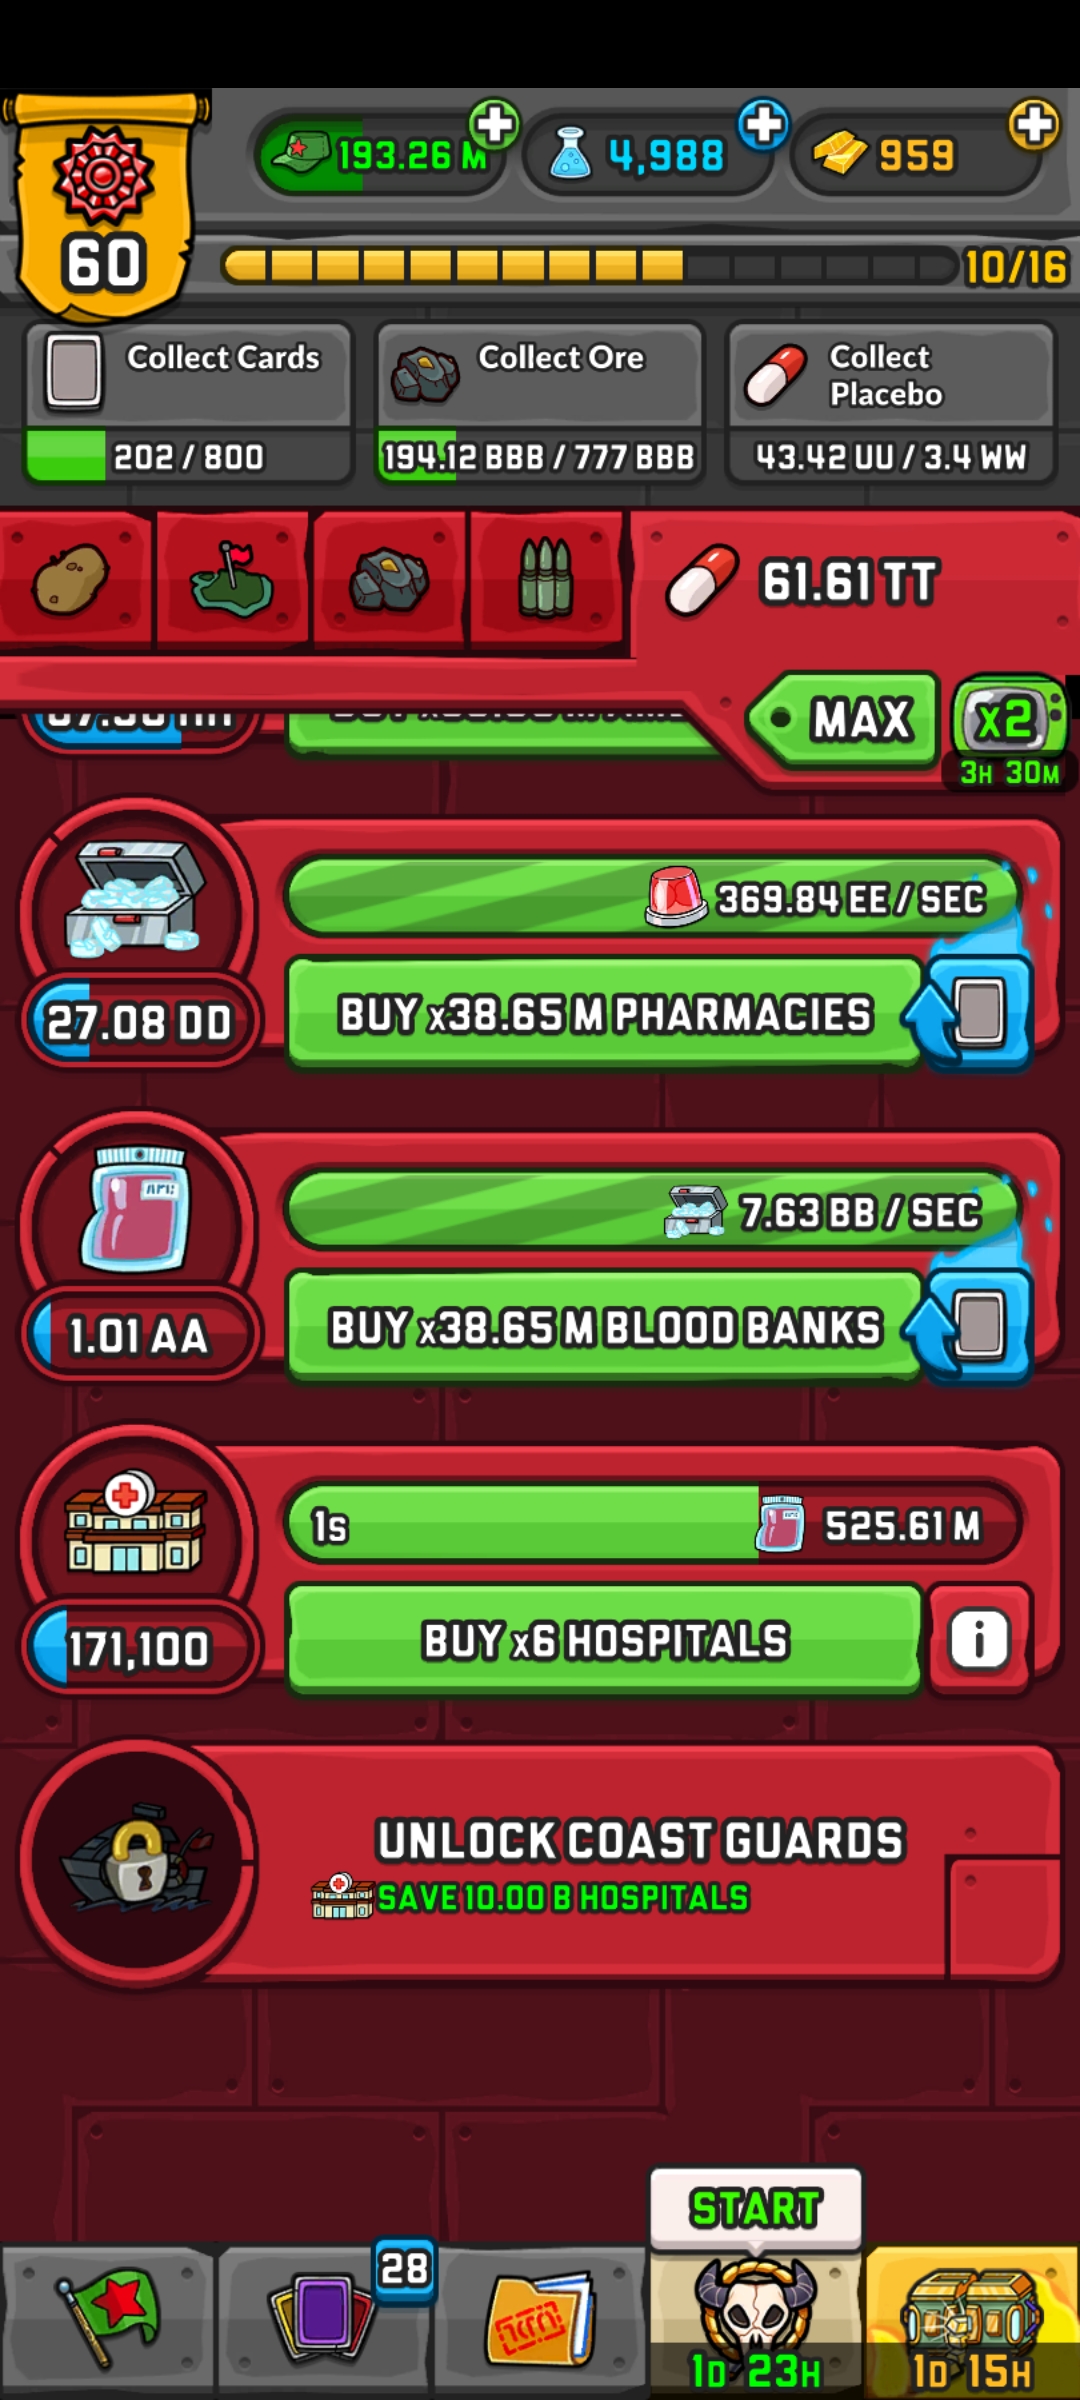 193.26 M
4,988
959
60
10/16
Collect Cards
202 / 800
Collect Ore
194.12 BBB / 777 BBB
Collect
Placebo
43.42 UU / 3.4 WW
61.61 TT
MAX
x2
3H 30M
369.84 EE / SEC
27.08 DD
BUY x38.65 M PHARMACIES
7.63 BB / SEC
1.01 AA
BUY x38.65 M BLOOD BANKS
1s
525.61 M
171,100
BUY x6 HOSPITALS
i
UNLOCK COAST GUARDS
SAVE 10.00 B HOSPITALS
START
28
1D 23H
1D 15H